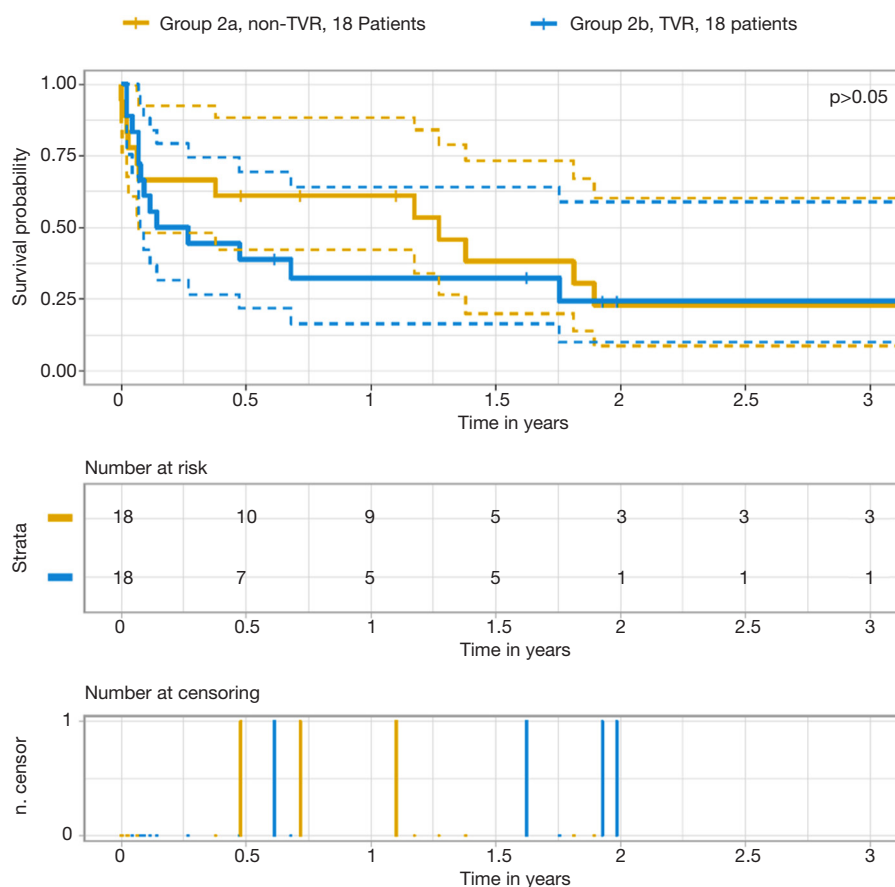 Group 2a, non-TVR, 18 Patients
Group 2b, TVR, 18 patients
p>0.05
Survival probability
1.00
0.75
0.50
0.25
0.00
0 0.5 1 1.5 2 2.5 3
Time in years
Number at risk
Strata
18 10 9 5 3 3 3
18 7 5 5 1 1 1
0 0.5 1 1.5 2 2.5 3
Time in years
Number at censoring
n. censor
1
0
0 0.5 1 1.5 2 2.5 3
Time in years